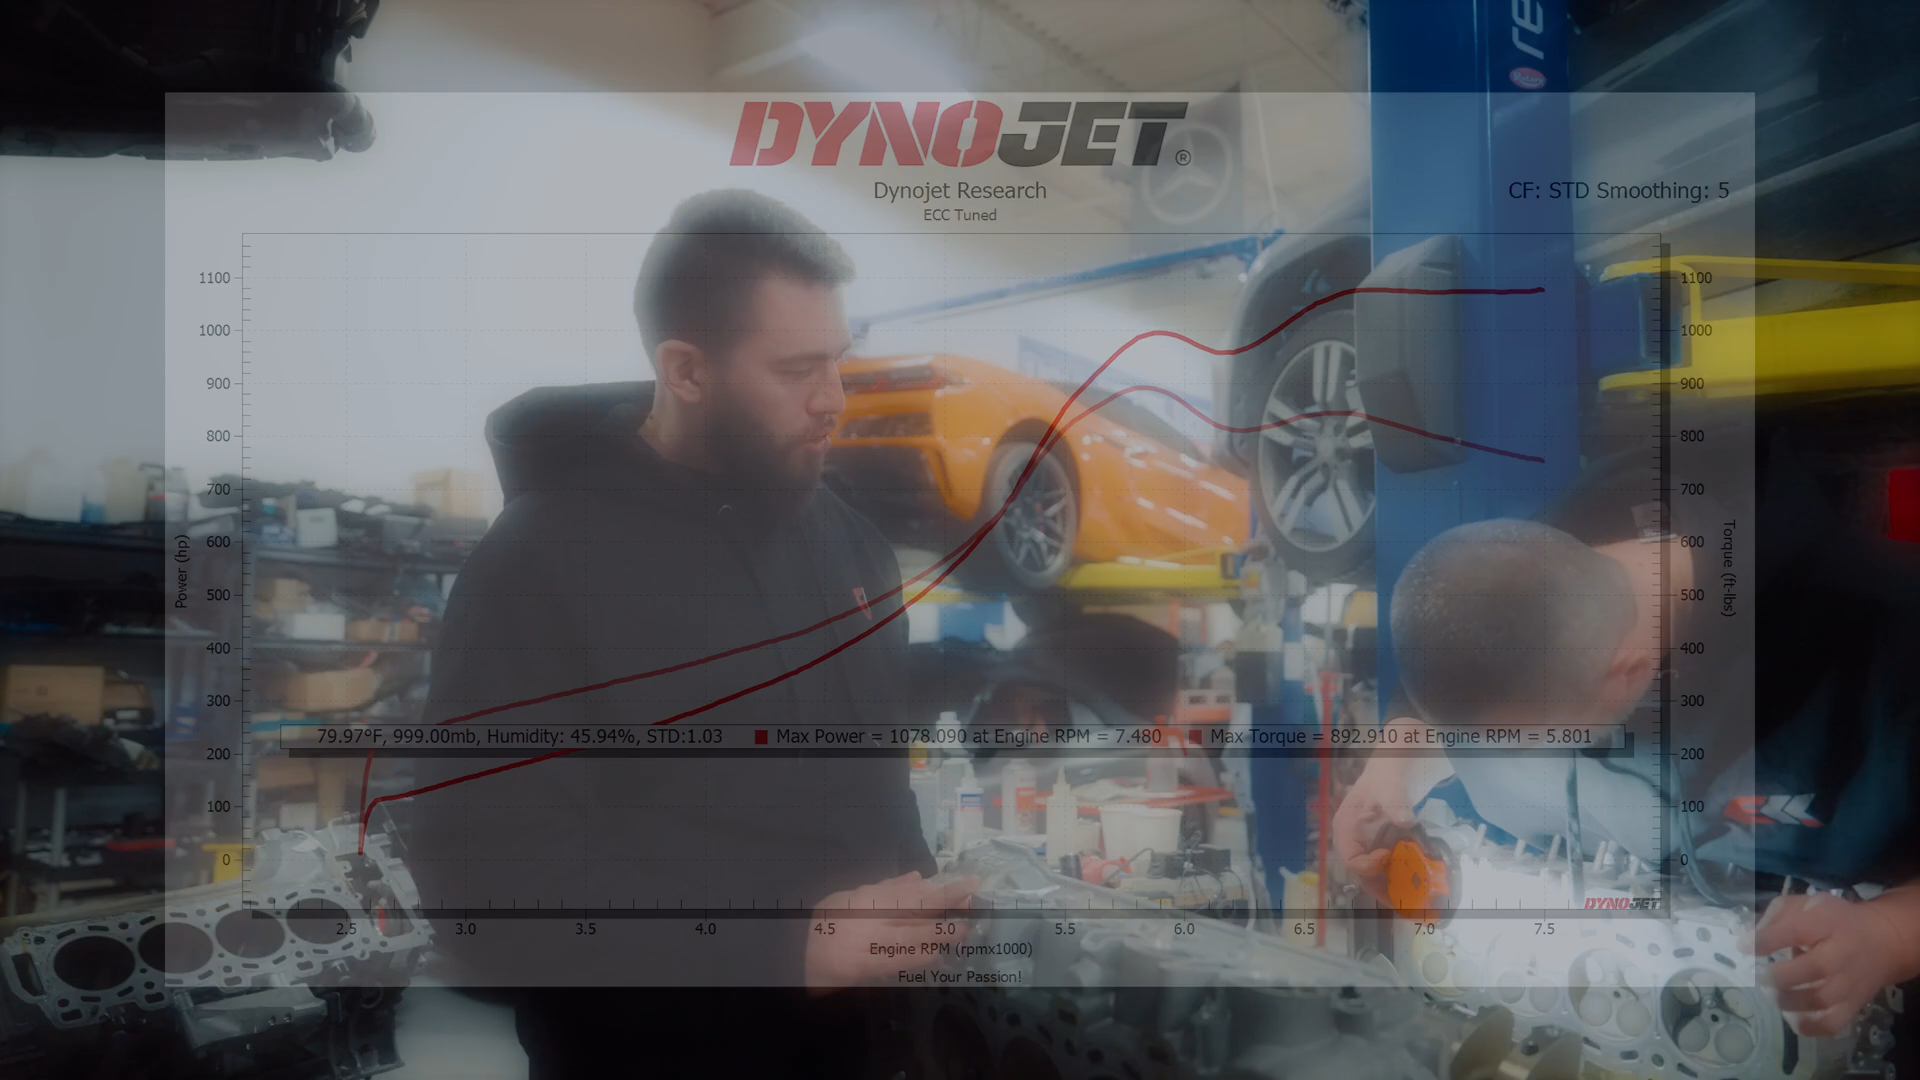 re
Rotary
DYNOJET®
Dynojet Research
CF: STD Smoothing: 5
ECC Tuned
1100
1000
900
800
700
600
500
400
300
200
100
0
Power (hp)
1100
1000
900
800
700
600
500
400
300
200
100
0
Torque (ft-lbs)
79.97°F, 999.00mb, Humidity: 45.94%, STD:1.03 Max Power = 1078.090 at Engine RPM = 7.480 Max Torque = 892.910 at Engine RPM = 5.801
DYNOJET
2.5 3.0 3.5 4.0 4.5 5.0 5.5 6.0 6.5 7.0 7.5
Engine RPM (rpmx1000)
Fuel Your Passion!